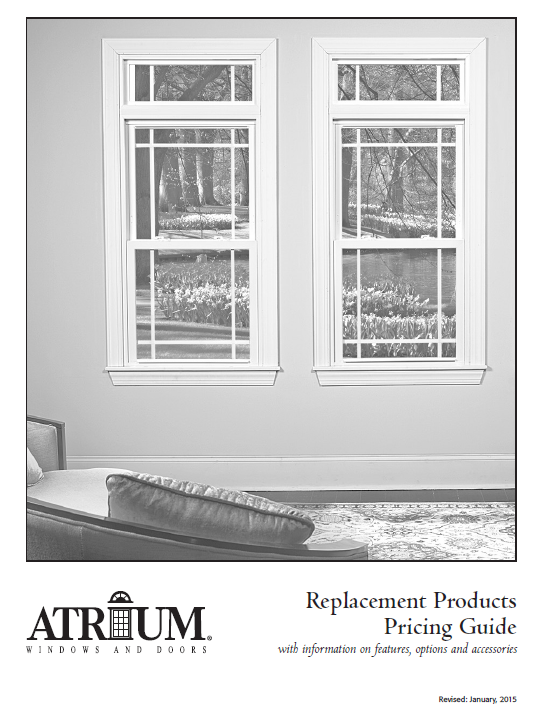 Replacement Products
Pricing Guide
with information on features, options and accessories
ATRIUM®
WINDOWS AND DOORS
Revised: January, 2015